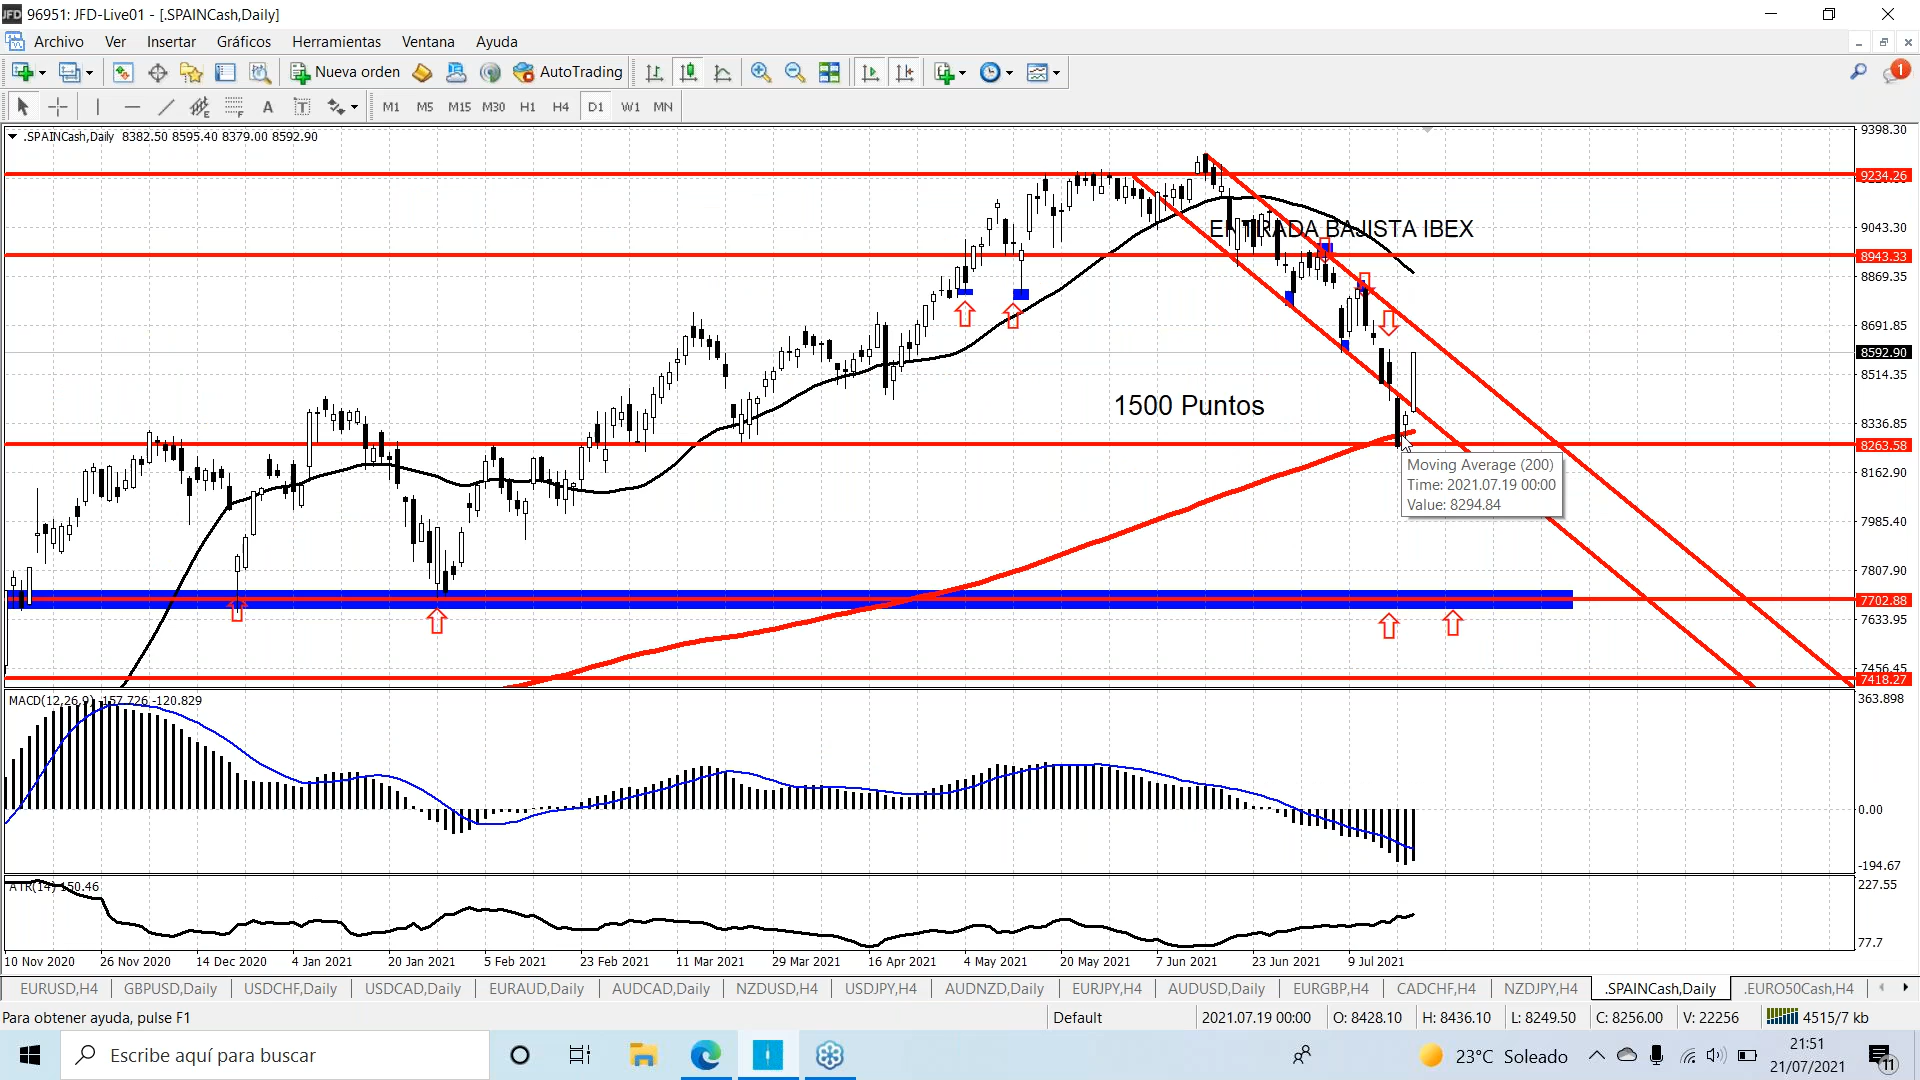 JFD 96951: JFD-Live01 - [.SPAINCash,Daily]
Archivo Ver Insertar Gráficos Herramientas Ventana Ayuda
Nueva orden AutoTrading 1
E F A T M1 M5 M15 M30 H1 H4 D1 W1 MN
.SPAINCash,Daily 8382.50 8595.40 8379.00 8592.90
9398.30
9234.26
ENTRADA BAJISTA IBEX
9043.30
8943.33
8869.35
8691.85
8592.90
8514.35
1500 Puntos
8336.85
8263.58
Moving Average (200)
Time: 2021.07.19 00:00
Value: 8294.84
8162.90
7985.40
7807.90
7702.88
7633.95
7456.45
7418.27
MACD(12,26,9) -157.726 -120.829
363.898
0.00
-194.67
ATR(14) 150.46
227.55
77.7
10 Nov 2020 26 Nov 2020 14 Dec 2020 4 Jan 2021 20 Jan 2021 5 Feb 2021 23 Feb 2021 11 Mar 2021 29 Mar 2021 16 Apr 2021 4 May 2021 20 May 2021 7 Jun 2021 23 Jun 2021 9 Jul 2021
EURUSD,H4 GBPUSD,Daily USDCHF,Daily USDCAD,Daily EURAUD,Daily AUDCAD,Daily NZDUSD,H4 USDJPY,H4 AUDNZD,Daily EURJPY,H4 AUDUSD,Daily EURGBP,H4 CADCHF,H4 NZDJPY,H4 .SPAINCash,Daily .EURO50Cash,H4
Para obtener ayuda, pulse F1 Default 2021.07.19 00:00 O: 8428.10 H: 8436.10 L: 8249.50 C: 8256.00 V: 22256 4515/7 kb
Escribe aquí para buscar 23°C Soleado 21:51
21/07/2021 11